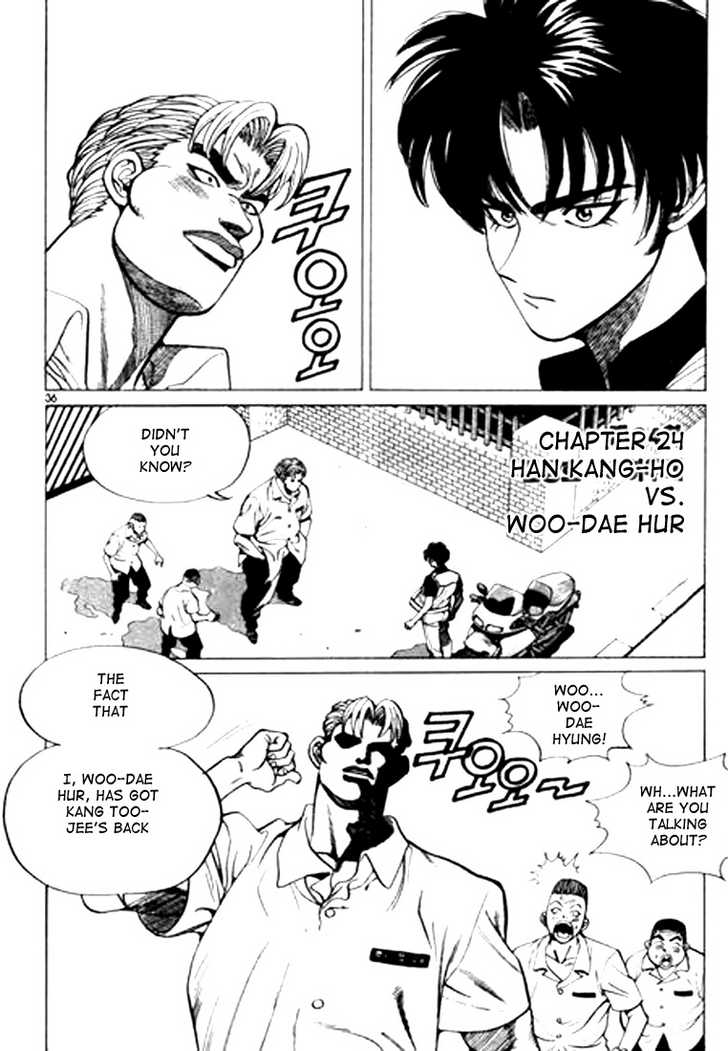 쿠
오
오
36
DIDN'T
YOU
KNOW?
CHAPTER 24
HAN KANG-HO
VS.
WOO-DAE HUR
THE
FACT
THAT
I, WOO-DAE
HUR, HAS GOT
KANG TOO-
JEE'S BACK
쿠오오~
WOO...
WOO-
DAE
HYUNG!
WH...WHAT
ARE YOU
TALKING
ABOUT?